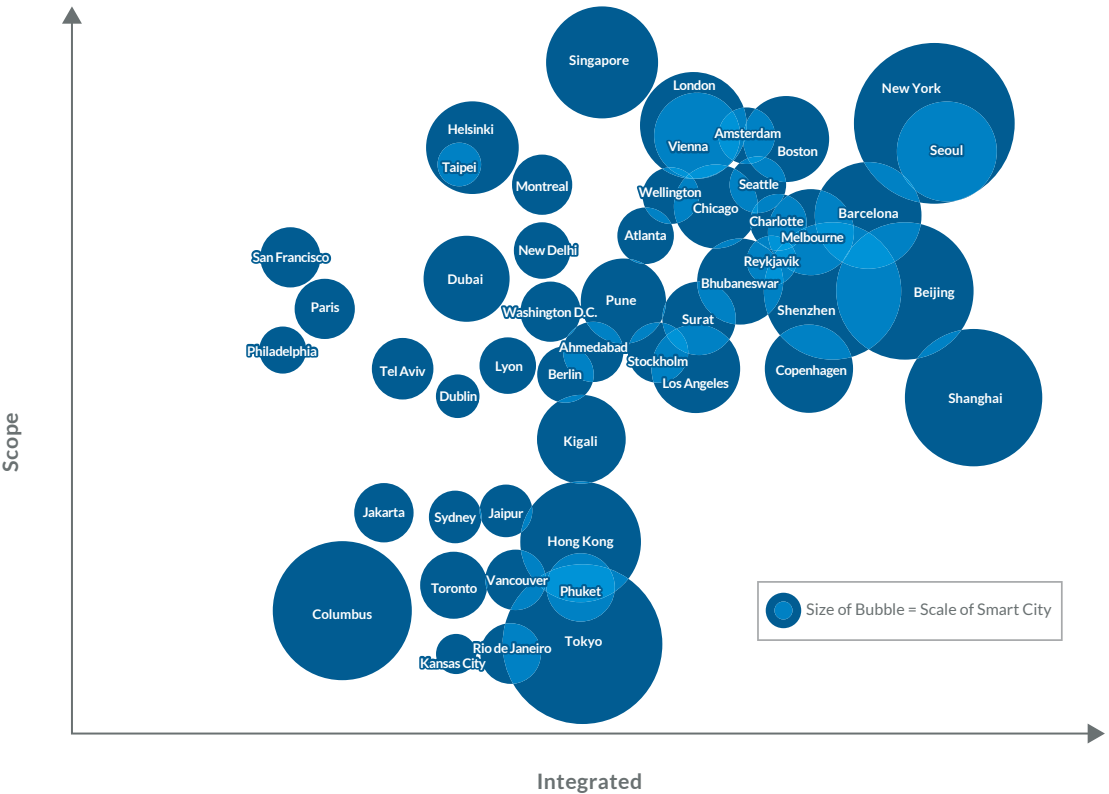 Singapore
London
New York
Helsinki
Amsterdam
Vienna
Boston
Seoul
Taipei
Montreal
Seattle
Wellington
Chicago
Barcelona
Charlotte
Atlanta
Melbourne
New Delhi
San Francisco
Reykjavik
Dubai
Bhubaneswar
Beijing
Pune
Paris
Washington D.C.
Shenzhen
Surat
Ahmedabad
Philadelphia
Stockholm
Lyon
Tel Aviv
Berlin
Copenhagen
Los Angeles
Dublin
Shanghai
Scope
Kigali
Jakarta
Sydney
Jaipur
Hong Kong
Vancouver
Toronto
Phuket
Columbus
Size of Bubble = Scale of Smart City
Tokyo
Rio de Janeiro
Kansas City
Integrated